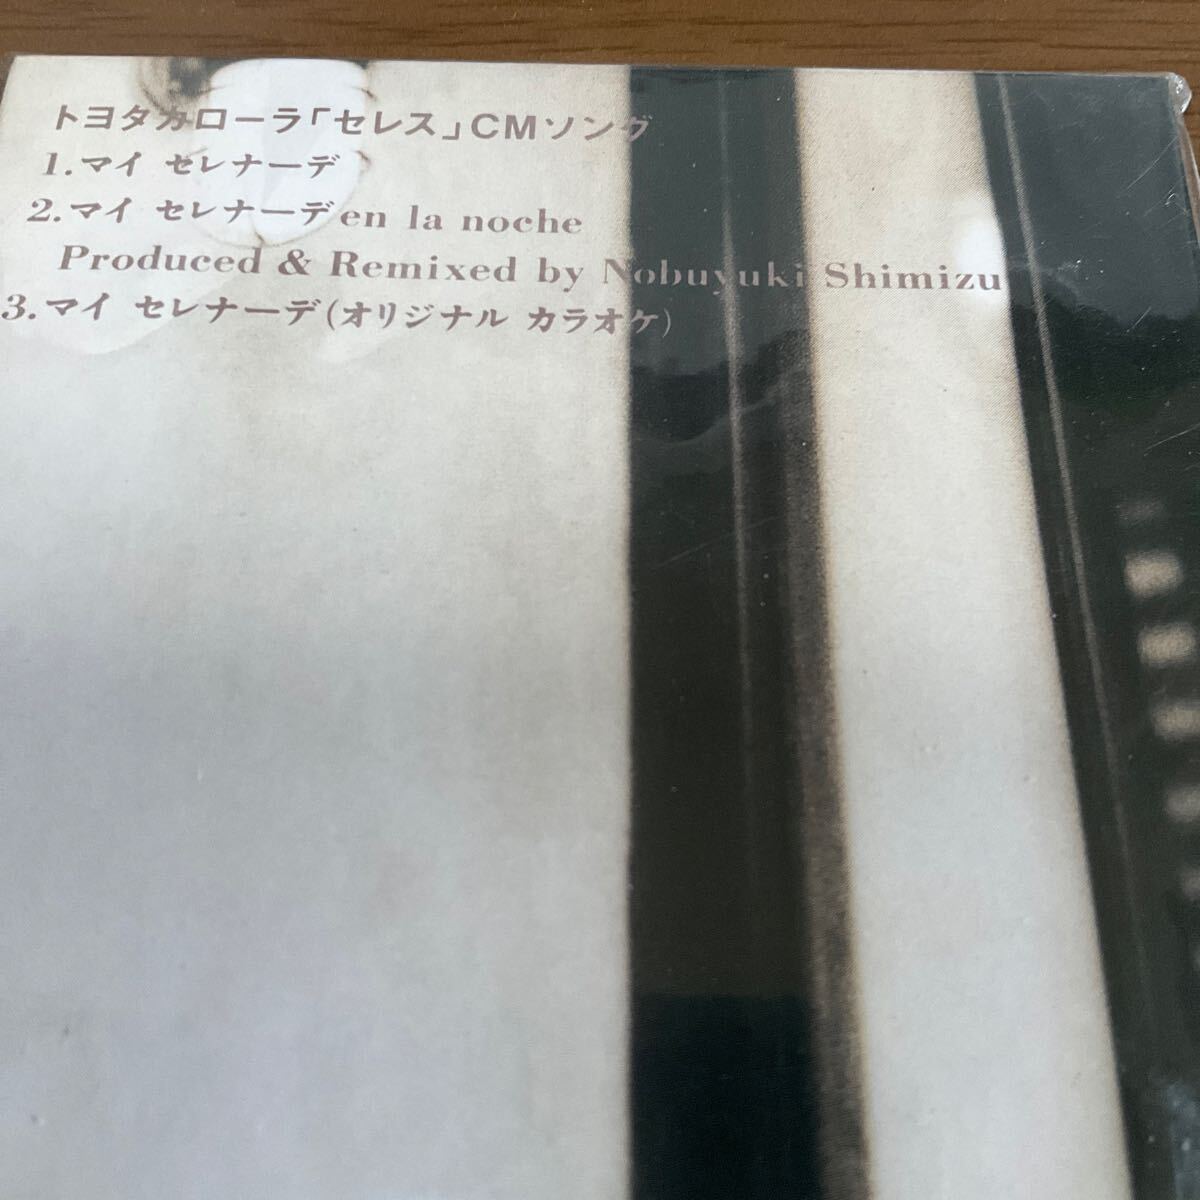 トヨタカローラ「セレス」CMソング
1.マイ セレナーデ
2.マイ セレナーデ en la noche
Produced & Remixed by Nobuyuki Shimizu
3.マイ セレナーデ(オリジナル カラオケ)